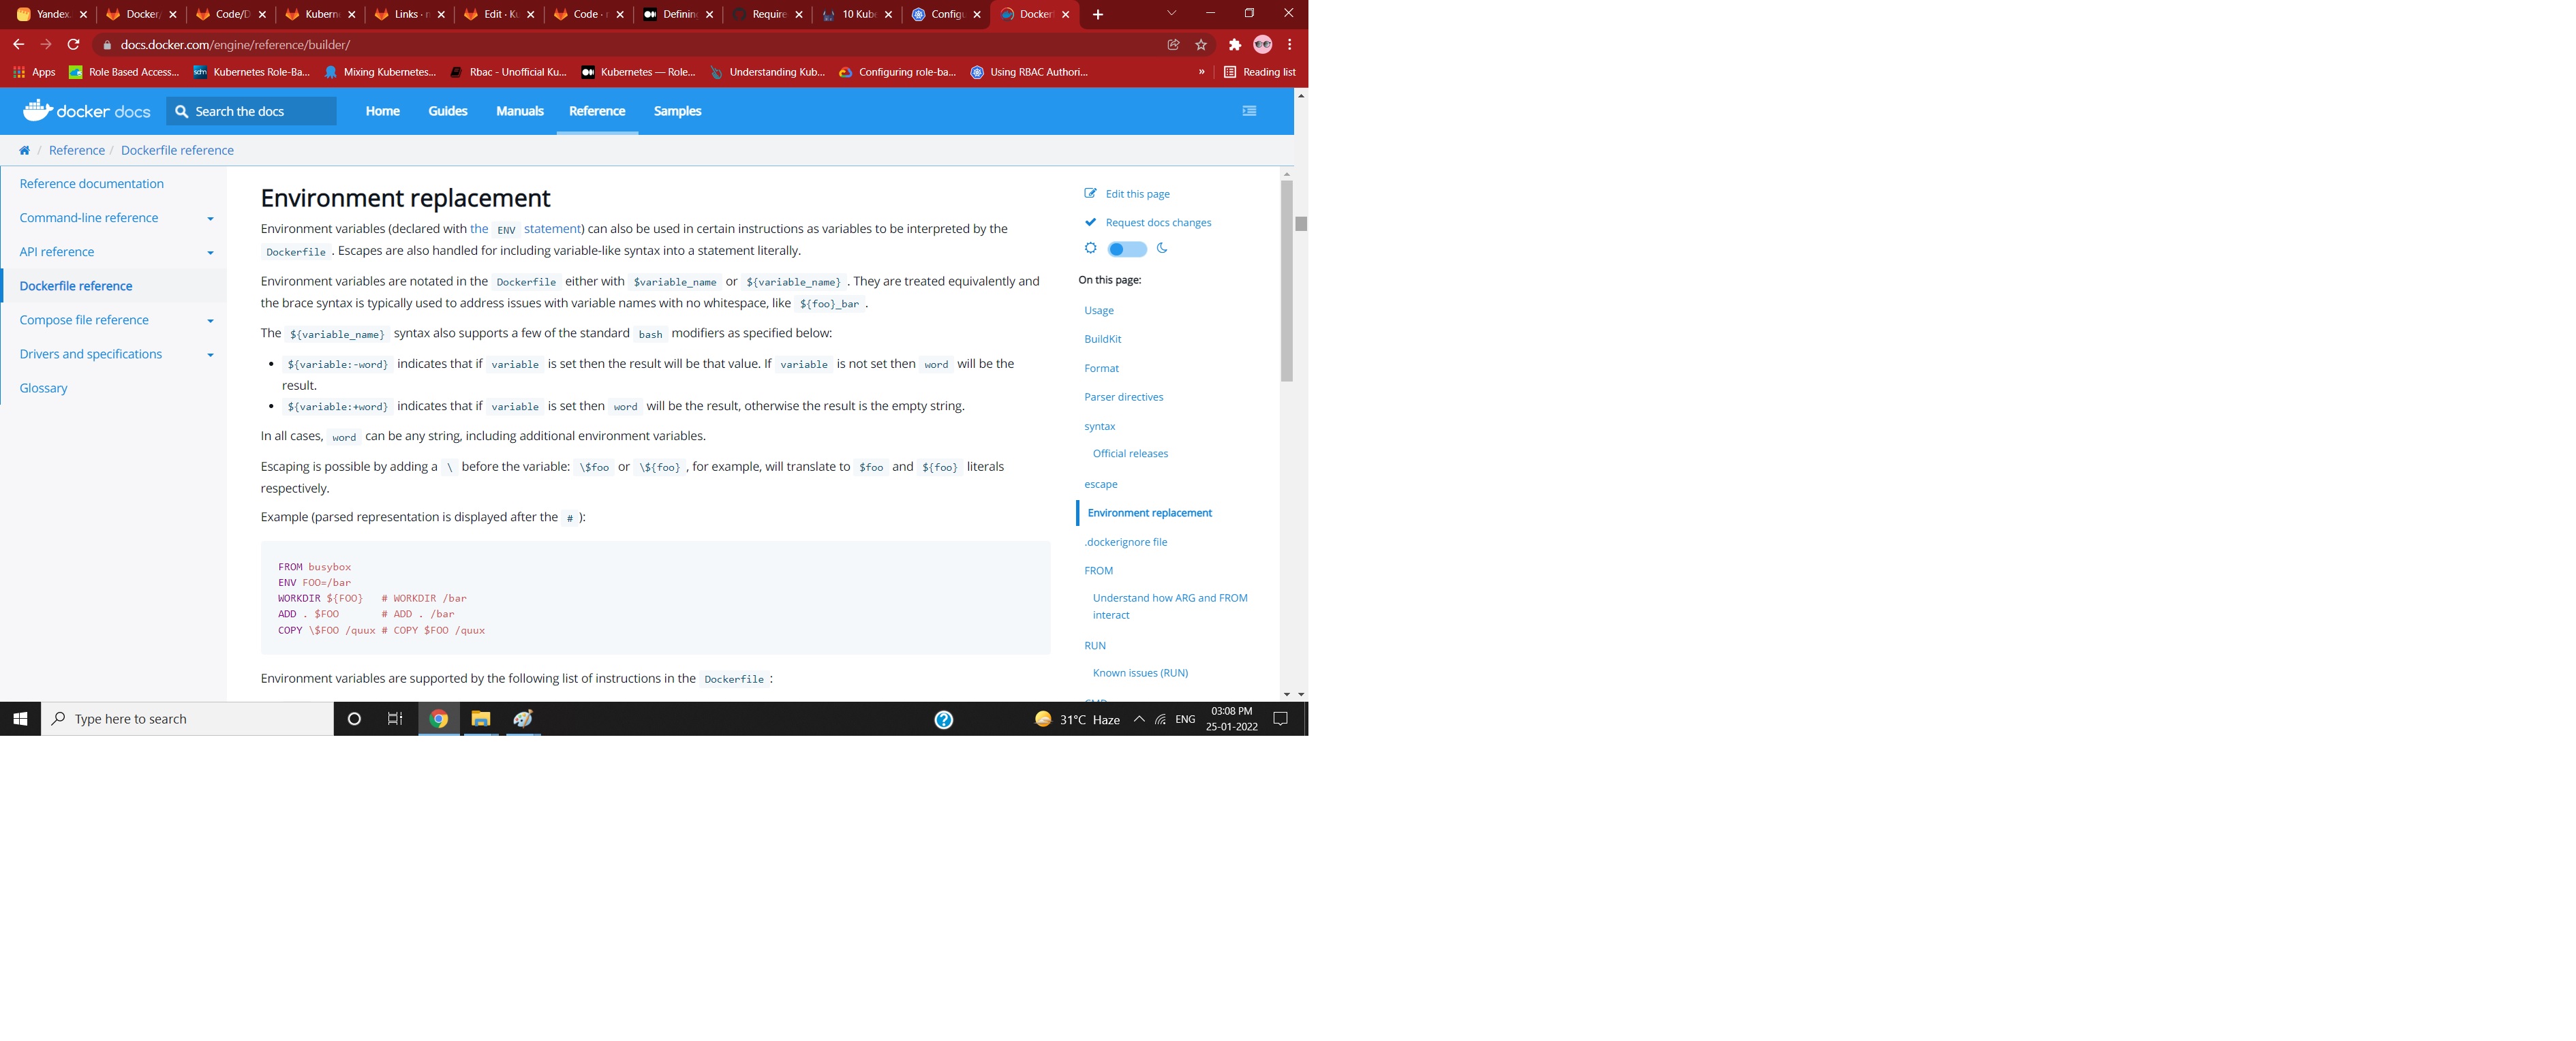 Yandex.
Docker,
Code/D
Kubern
Links · n
Edit · Ku
Code · r
Defining
Require
10 Kube
Configu
Docker
docs.docker.com/engine/reference/builder/
Apps
Role Based Access...
Kubernetes Role-Ba...
Mixing Kubernetes...
Rbac - Unofficial Ku...
Kubernetes — Role...
Understanding Kub...
Configuring role-ba...
Using RBAC Authori...
»
Reading list
docker docs
Search the docs
Home
Guides
Manuals
Reference
Samples
/ Reference / Dockerfile reference
Reference documentation
Command-line reference
API reference
Dockerfile reference
Compose file reference
Drivers and specifications
Glossary
Environment replacement
Environment variables (declared with the ENV statement) can also be used in certain instructions as variables to be interpreted by the
Dockerfile . Escapes are also handled for including variable-like syntax into a statement literally.
Environment variables are notated in the Dockerfile either with $variable_name or ${variable_name} . They are treated equivalently and
the brace syntax is typically used to address issues with variable names with no whitespace, like ${foo}_bar .
The ${variable_name} syntax also supports a few of the standard bash modifiers as specified below:
• ${variable:-word} indicates that if variable is set then the result will be that value. If variable is not set then word will be the
result.
• ${variable:+word} indicates that if variable is set then word will be the result, otherwise the result is the empty string.
In all cases, word can be any string, including additional environment variables.
Escaping is possible by adding a \ before the variable: \$foo or \${foo} , for example, will translate to $foo and ${foo} literals
respectively.
Example (parsed representation is displayed after the # ):
FROM busybox
ENV FOO=/bar
WORKDIR ${FOO}   # WORKDIR /bar
ADD . $FOO       # ADD . /bar
COPY \$FOO /quux # COPY $FOO /quux
Environment variables are supported by the following list of instructions in the Dockerfile :
Edit this page
Request docs changes
On this page:
Usage
BuildKit
Format
Parser directives
syntax
Official releases
escape
Environment replacement
.dockerignore file
FROM
Understand how ARG and FROM
interact
RUN
Known issues (RUN)
Type here to search
31°C Haze
ENG
03:08 PM
25-01-2022